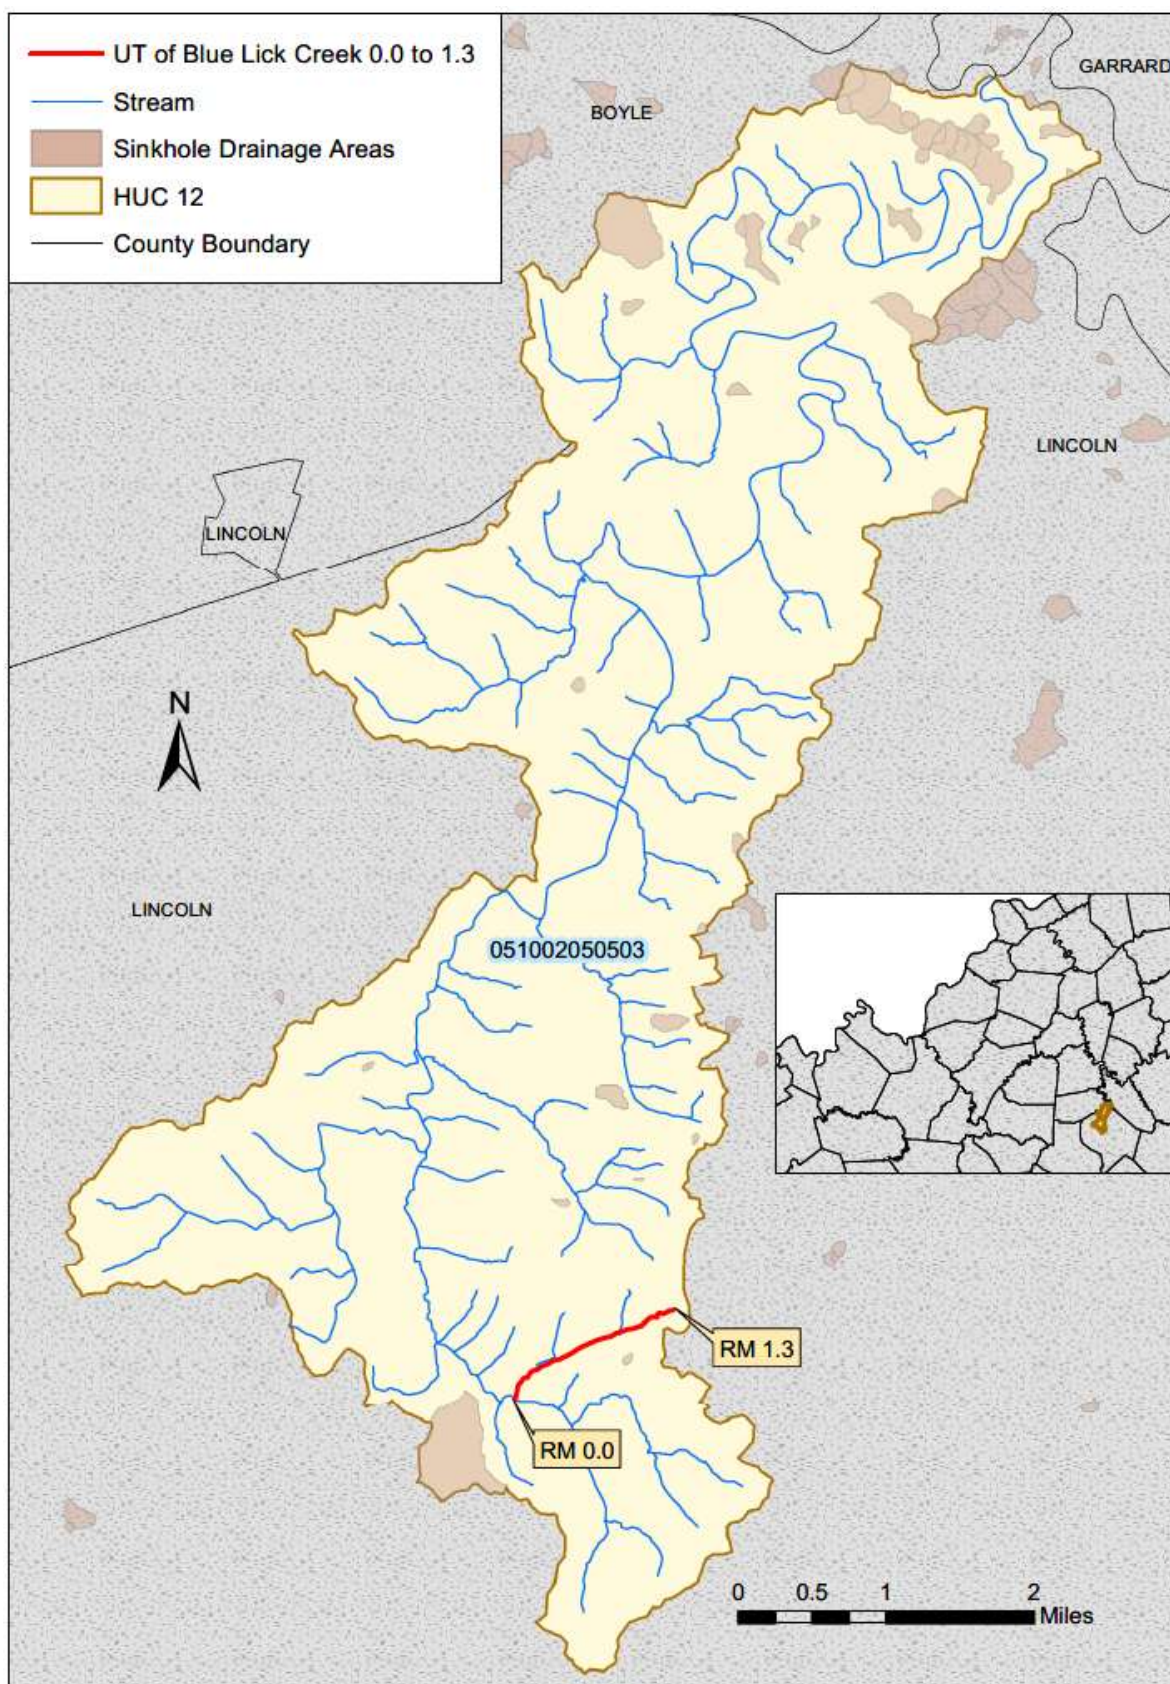 UT of Blue Lick Creek 0.0 to 1.3
Stream
Sinkhole Drainage Areas
HUC 12
County Boundary
GARRARD
BOYLE
LINCOLN
LINCOLN
N
LINCOLN
051002050503
RM 1.3
RM 0.0
0 0.5 1 2
Miles